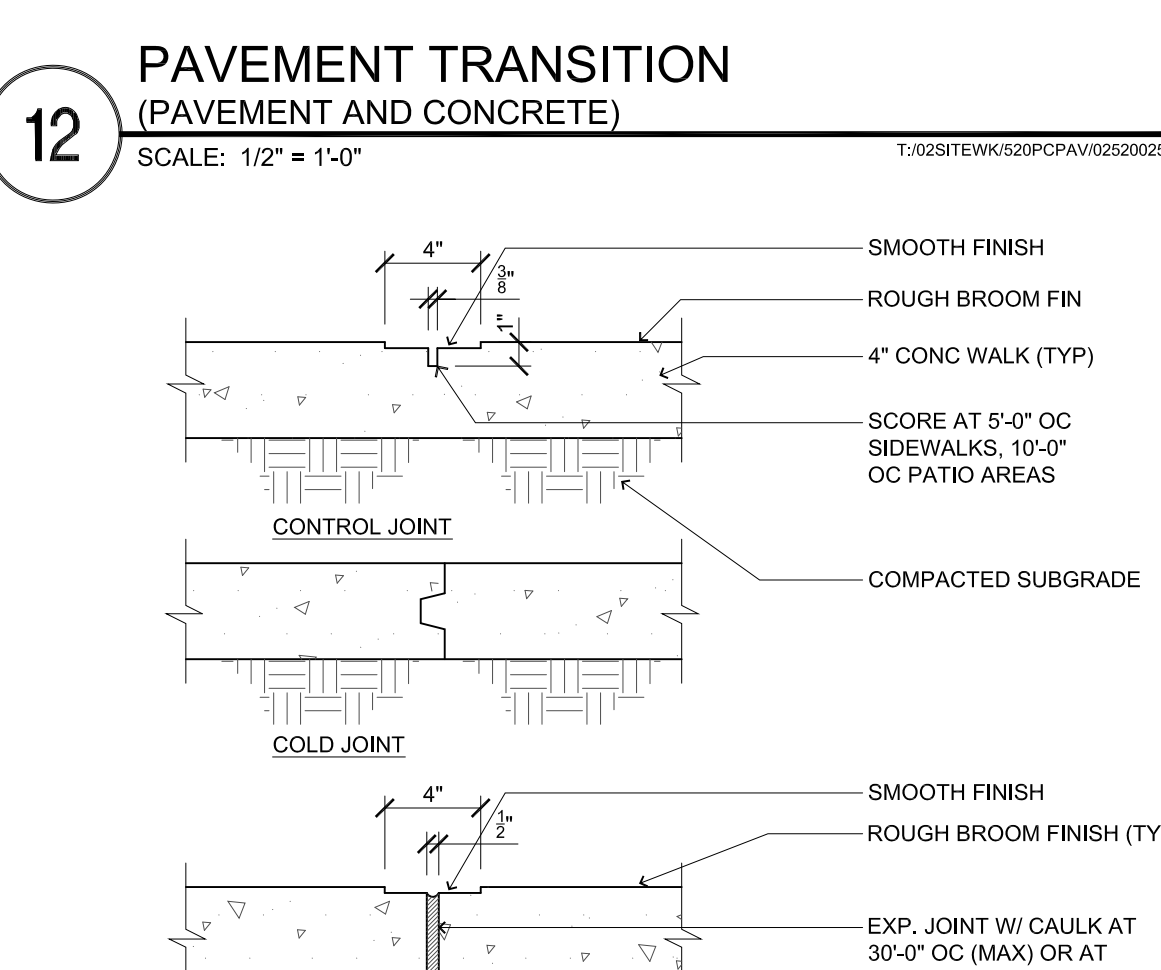 12
PAVEMENT TRANSITION
(PAVEMENT AND CONCRETE)
SCALE: 1/2" = 1'-0"
T:/02SITEWK/520PCPAV/0252002
4"
3/8"
1"
SMOOTH FINISH
ROUGH BROOM FIN
4" CONC WALK (TYP)
SCORE AT 5'-0" OC
SIDEWALKS, 10'-0"
OC PATIO AREAS
COMPACTED SUBGRADE
CONTROL JOINT
COLD JOINT
4"
1/2"
SMOOTH FINISH
ROUGH BROOM FINISH (TY
EXP. JOINT W/ CAULK AT
30'-0" OC (MAX) OR AT